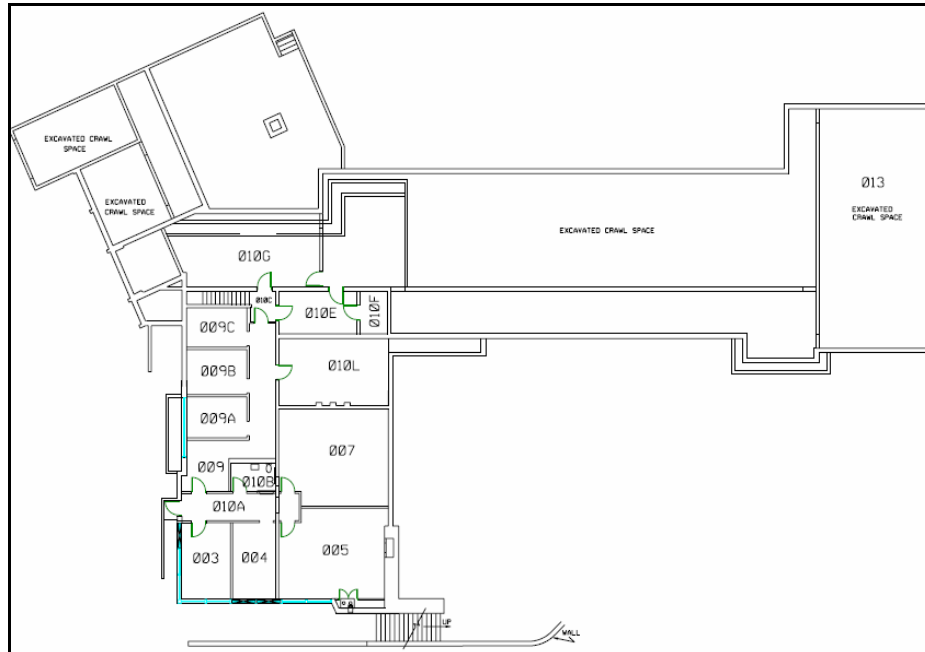 EXCAVATED CRAWL
SPACE
EXCAVATED
CRAWL SPACE
013
EXCAVATED
CRAWL SPACE
EXCAVATED CRAWL SPACE
010G
010C
010E
010F
009C
009B
010L
009A
007
009
010B
010A
003
004
005
UP
WALL